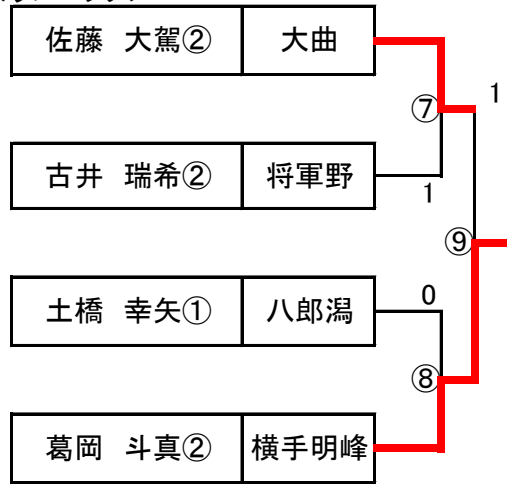 佐藤 大駕② 大曲
⑦ 1
古井 瑞希② 将軍野
1
⑨
土橋 幸矢① 八郎潟 0
⑧
葛岡 斗真② 横手明峰